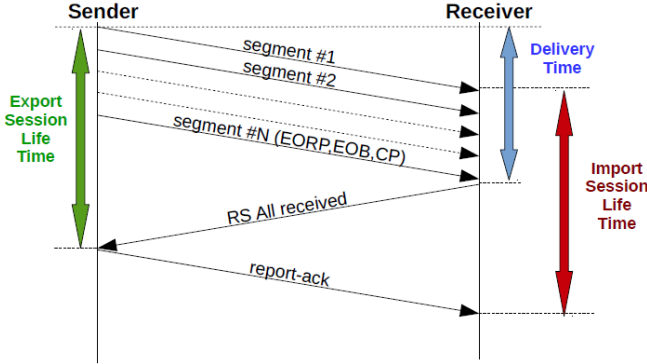 Sender
Receiver
segment #1
segment #2
Delivery
Time
Export
Session
Life
Time
segment #N (EORP,EOB,CP)
Import
Session
Life
Time
RS All received
report-ack